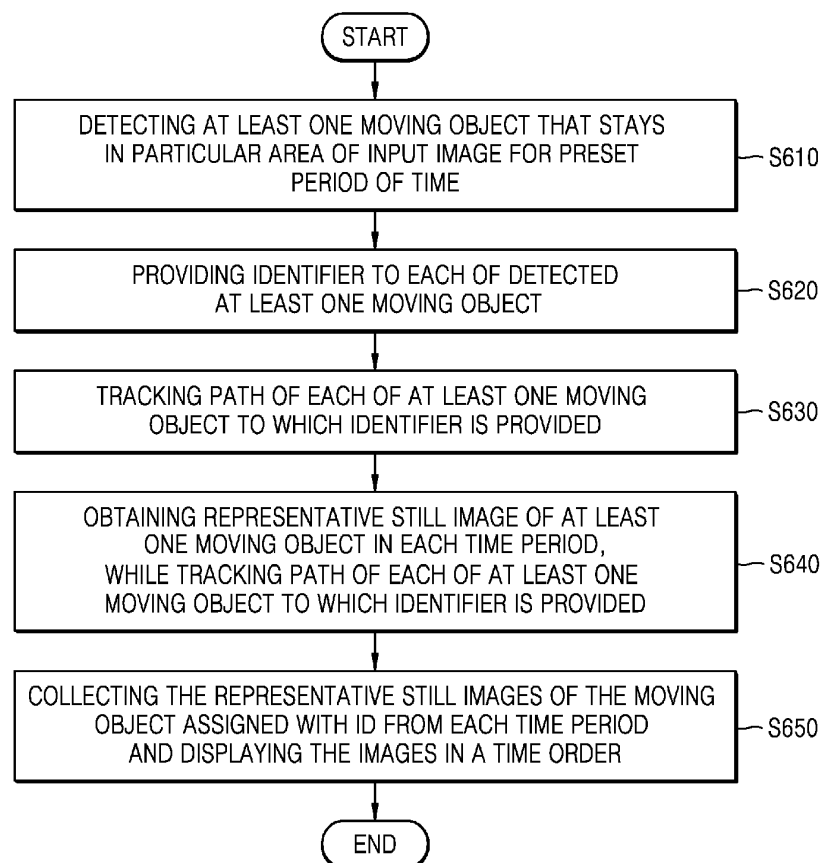 START
DETECTING AT LEAST ONE MOVING OBJECT THAT STAYS
IN PARTICULAR AREA OF INPUT IMAGE FOR PRESET
PERIOD OF TIME
S610
PROVIDING IDENTIFIER TO EACH OF DETECTED
AT LEAST ONE MOVING OBJECT
S620
TRACKING PATH OF EACH OF AT LEAST ONE MOVING
OBJECT TO WHICH IDENTIFIER IS PROVIDED
S630
OBTAINING REPRESENTATIVE STILL IMAGE OF AT LEAST
ONE MOVING OBJECT IN EACH TIME PERIOD,
WHILE TRACKING PATH OF EACH OF AT LEAST ONE
MOVING OBJECT TO WHICH IDENTIFIER IS PROVIDED
S640
COLLECTING THE REPRESENTATIVE STILL IMAGES OF THE MOVING
OBJECT ASSIGNED WITH ID FROM EACH TIME PERIOD
AND DISPLAYING THE IMAGES IN A TIME ORDER
S650
END